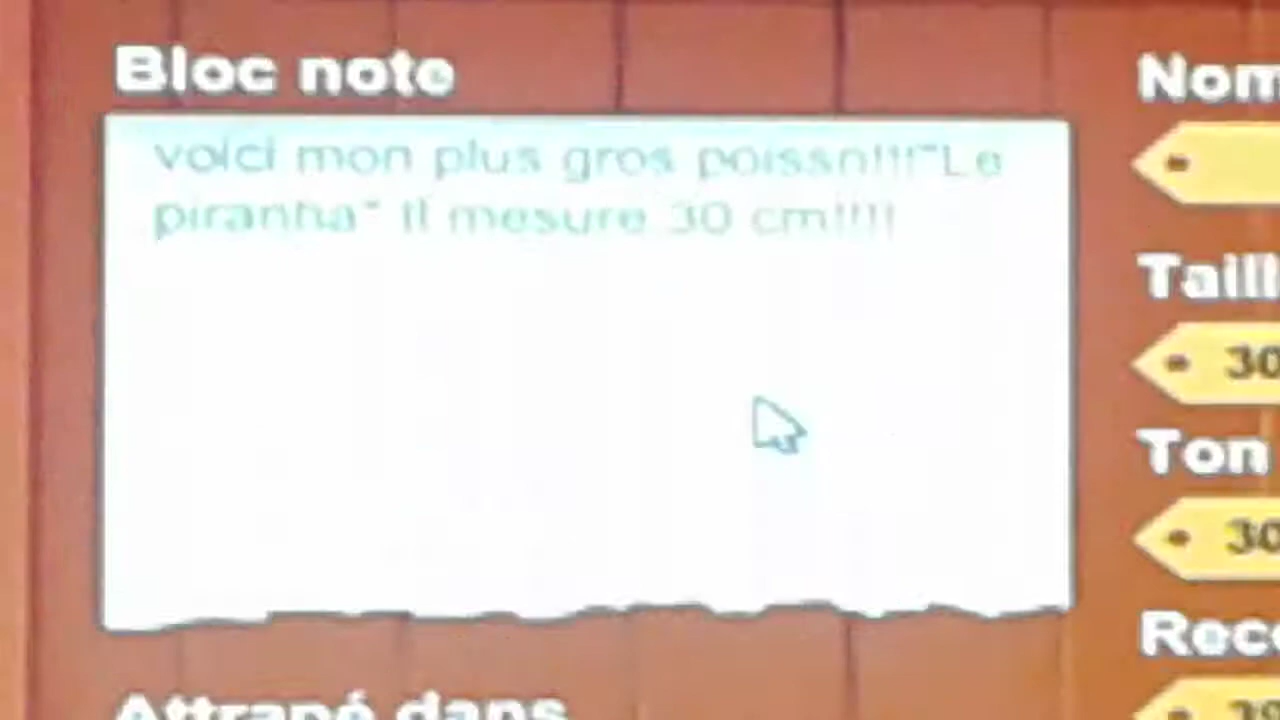 Bloc note
voici mon plus gros poissn!!!"Le
piranha" Il mesure 30 cm!!!!
Nom
Taill
30
Ton
30
Rec
Attrapé dans